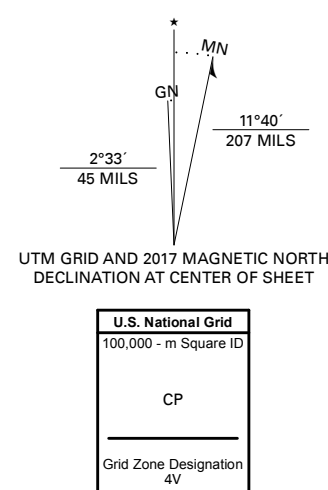 ★
MN
GN
11°40´
207 MILS
2°33´
45 MILS
UTM GRID AND 2017 MAGNETIC NORTH
DECLINATION AT CENTER OF SHEET
U.S. National Grid
100,000 - m Square ID
CP
Grid Zone Designation
4V